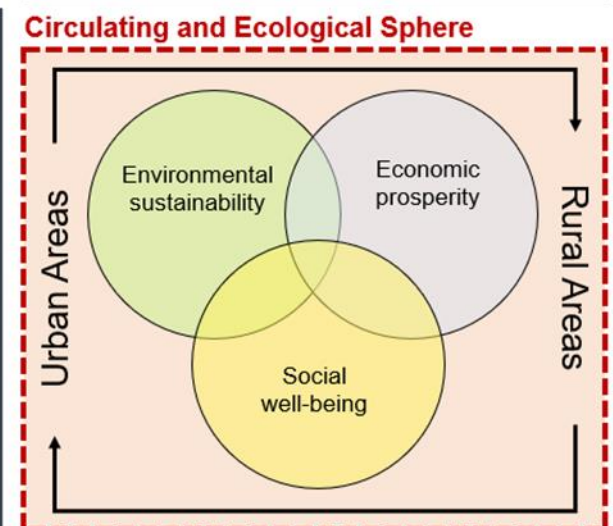 Circulating and Ecological Sphere
Environmental
sustainability
Economic
prosperity
Urban Areas
Rural Areas
Social
well-being